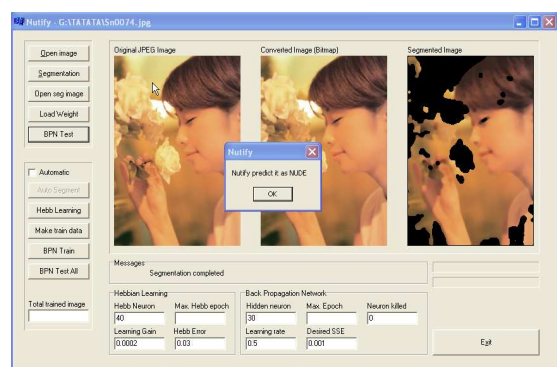 Nutify - G:\TATATA\Sn0074.jpg
Open image
Segmentation
Open seg image
Load Weight
BPN Test
Automatic
Auto Segment
Hebb Learning
Make train data
BPN Train
BPN Test All
Total trained image
Original JPEG Image
Converted Image (Bitmap)
Segmented Image
Nutify
Nutify predict it as NUDE
OK
Messages
Segmentation completed
Hebbian Learning
Hebb Neuron Max. Hebb epoch
40
Learning Gain Hebb Error
0.0002 0.03
Back Propagation Network
Hidden neuron Max. Epoch Neuron killed
30 0
Learning rate Desired SSE
0.5 0.001
Exit